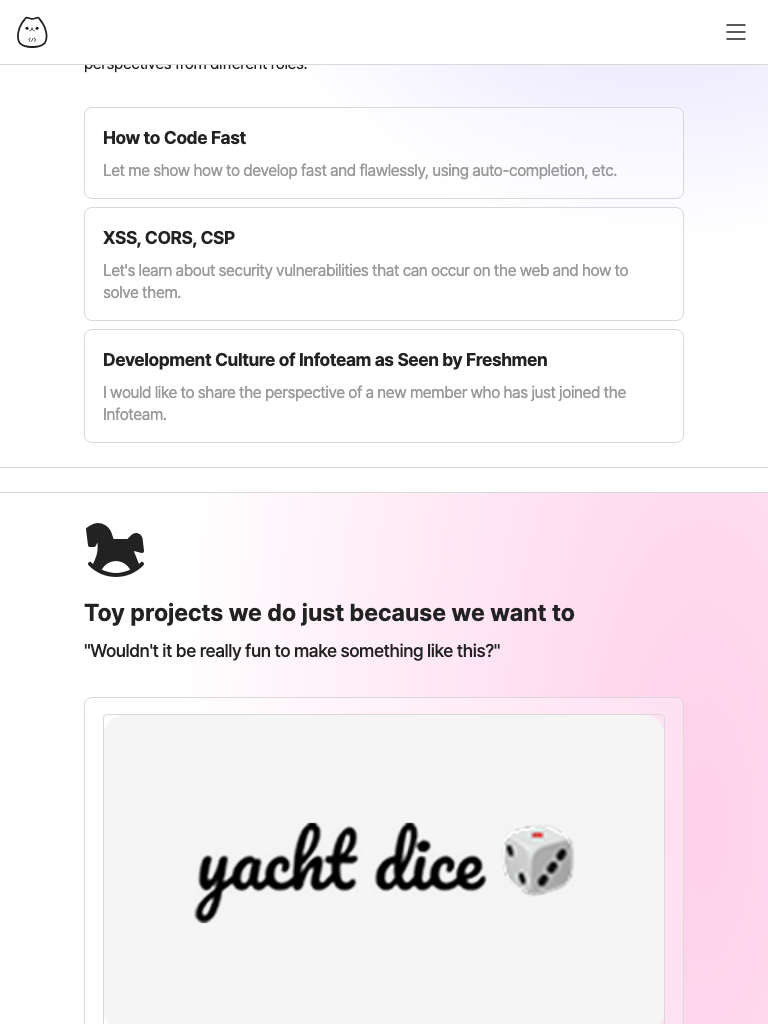 perspectives from different roles.
How to Code Fast
Let me show how to develop fast and flawlessly, using auto-completion, etc.
XSS, CORS, CSP
Let's learn about security vulnerabilities that can occur on the web and how to
solve them.
Development Culture of Infoteam as Seen by Freshmen
I would like to share the perspective of a new member who has just joined the
Infoteam.
Toy projects we do just because we want to
"Wouldn't it be really fun to make something like this?"
yacht dice